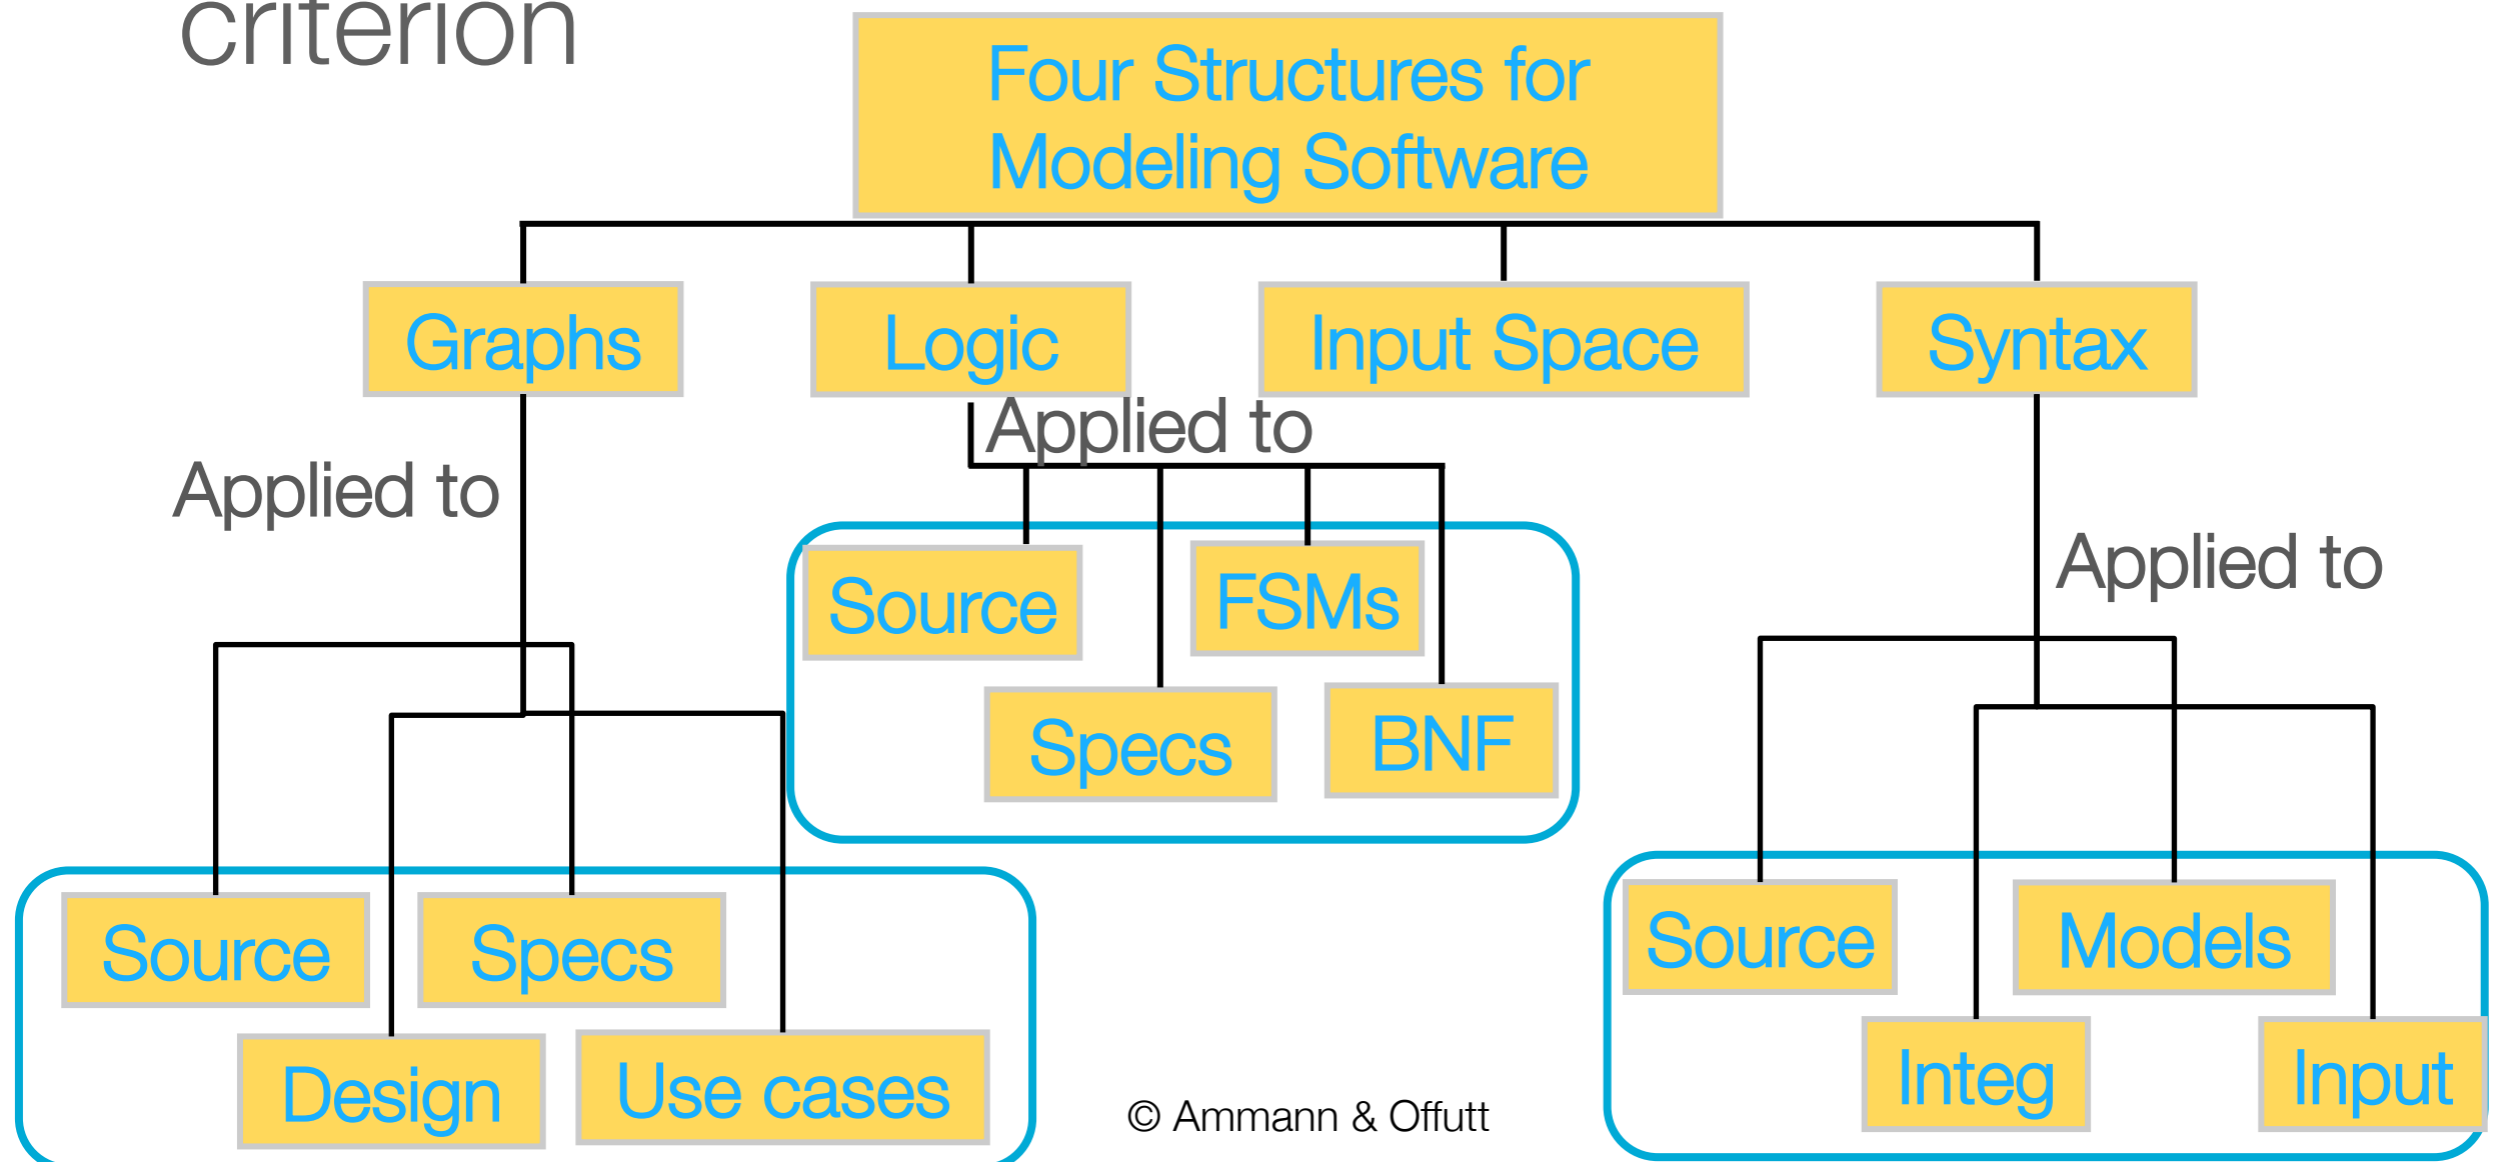 criterion
Four Structures for
Modeling Software
Graphs
Logic
Input Space
Syntax
Applied to
Applied to
Applied to
Source
FSMs
Specs
BNF
Source
Specs
Design
Use cases
Source
Models
Integ
Input
© Ammann & Offutt